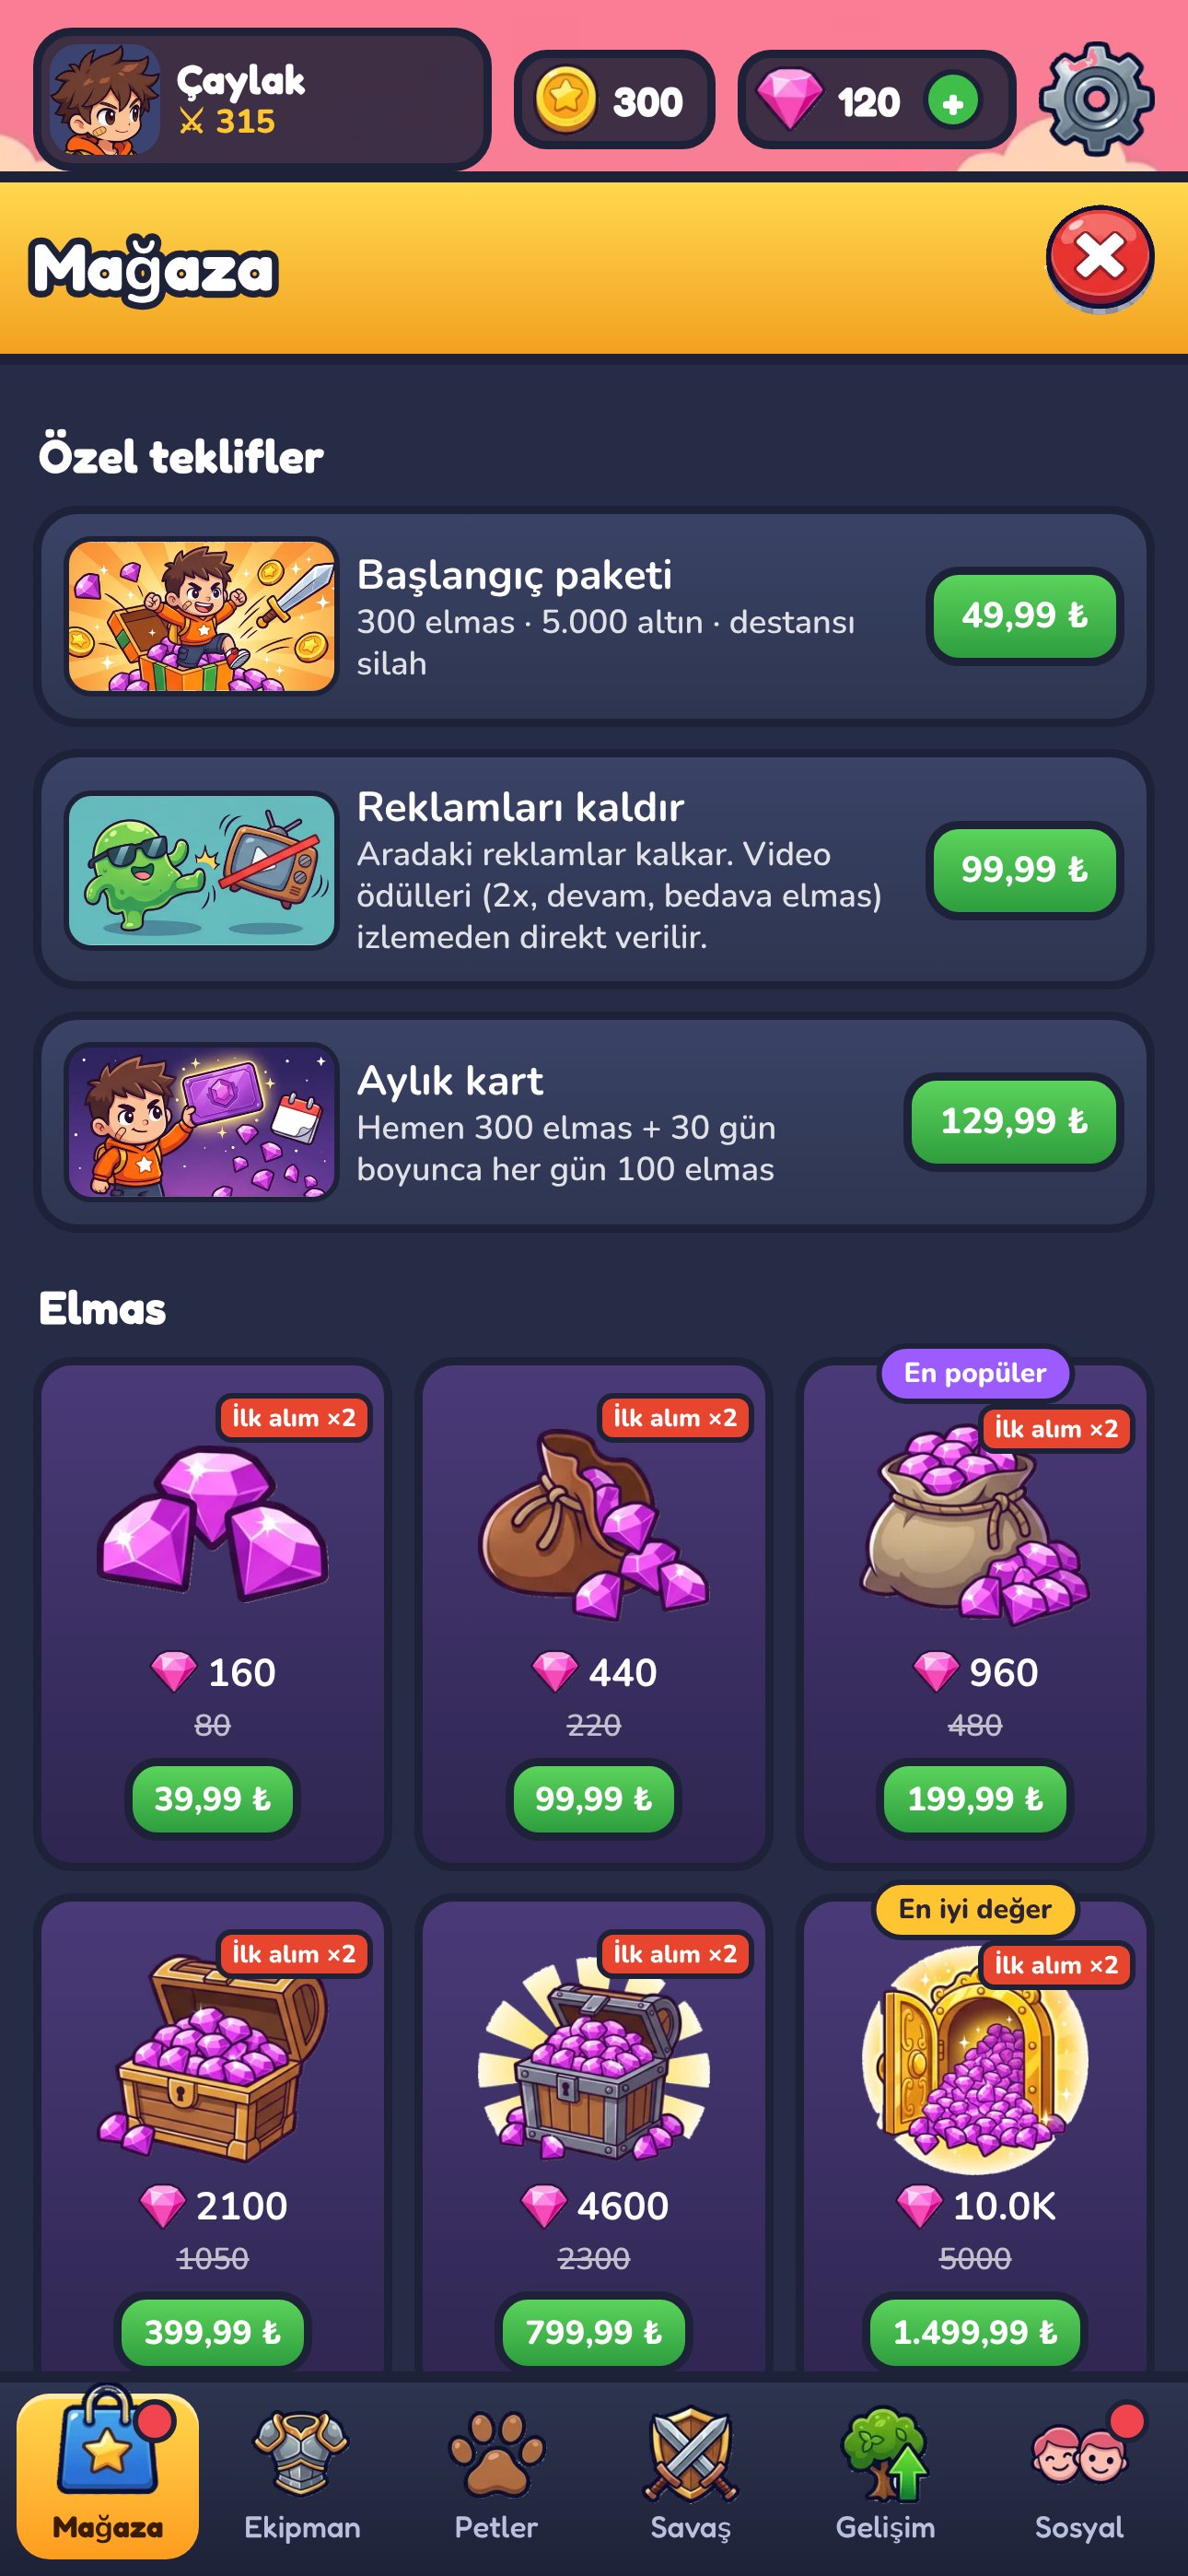 Çaylak
⚔ 315
300
120
+
Mağaza
Özel teklifler
Başlangıç paketi
300 elmas · 5.000 altın · destansı
silah
49,99 ₺
Reklamları kaldır
Aradaki reklamlar kalkar. Video
ödülleri (2x, devam, bedava elmas)
izlemeden direkt verilir.
99,99 ₺
Aylık kart
Hemen 300 elmas + 30 gün
boyunca her gün 100 elmas
129,99 ₺
Elmas
İlk alım ×2
160
80
39,99 ₺
İlk alım ×2
440
220
99,99 ₺
En popüler
İlk alım ×2
960
480
199,99 ₺
İlk alım ×2
2100
1050
399,99 ₺
İlk alım ×2
4600
2300
799,99 ₺
En iyi değer
İlk alım ×2
10.0K
5000
1.499,99 ₺
Mağaza
Ekipman
Petler
Savaş
Gelişim
Sosyal